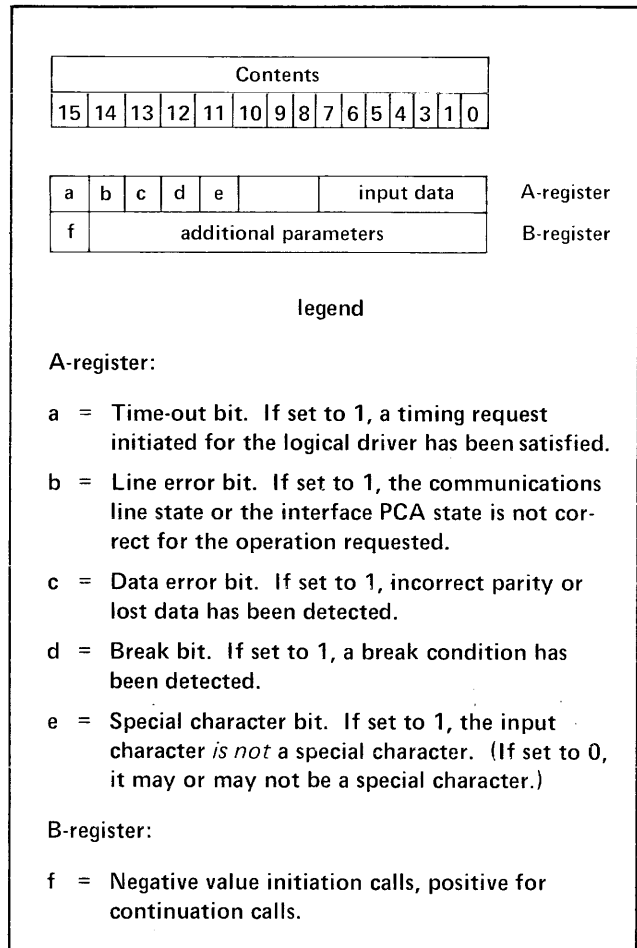 Contents
15 14 13 12 11 10 9 8 7 6 5 4 3 1 0
a b c d e input data A-register
f additional parameters B-register
legend
A-register:
a = Time-out bit. If set to 1, a timing request
initiated for the logical driver has been satisfied.
b = Line error bit. If set to 1, the communications
line state or the interface PCA state is not cor-
rect for the operation requested.
c = Data error bit. If set to 1, incorrect parity or
lost data has been detected.
d = Break bit. If set to 1, a break condition has
been detected.
e = Special character bit. If set to 1, the input
character is not a special character. (If set to 0,
it may or may not be a special character.)
B-register:
f = Negative value initiation calls, positive for
continuation calls.